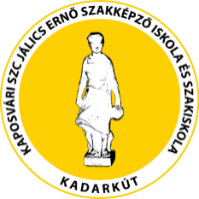 KAPOSVÁRI SZC JÁLICS ERNŐ SZAKKÉPZŐ ISKOLA ÉS SZAKISKOLA
KADARKÚT